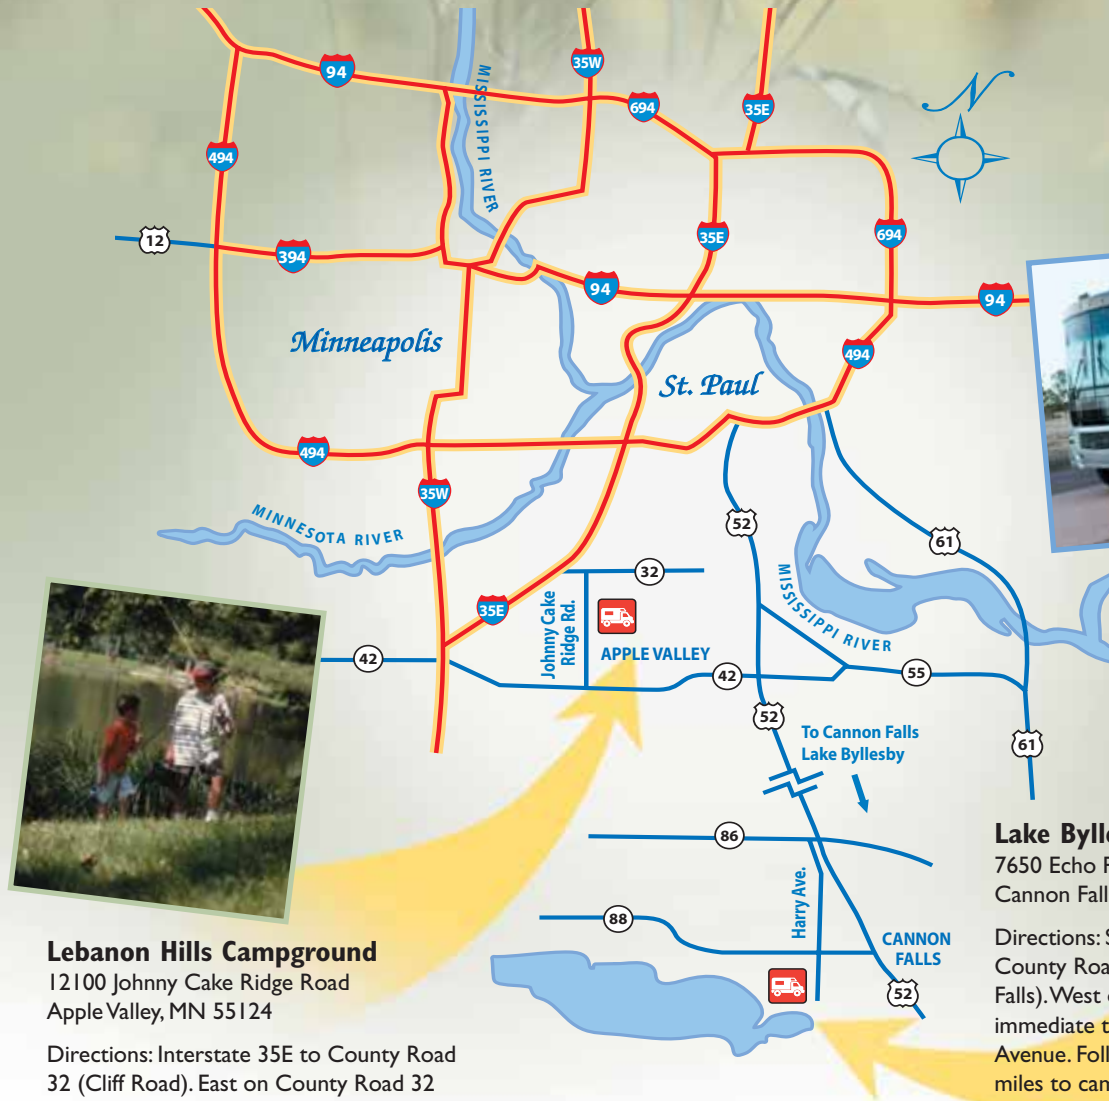 94
35W
694
35E
N
494
MISSISSIPPI RIVER
12
394
35E
694
94
94
Minneapolis
494
St. Paul
494
35W
MINNESOTA RIVER
52
61
32
MISSISSIPPI RIVER
35E
Johnny Cake
Ridge Rd.
APPLE VALLEY
42
42
55
52
To Cannon Falls
Lake Byllesby
61
86
Harry Ave.
88
CANNON
FALLS
52
Lebanon Hills Campground
12100 Johnny Cake Ridge Road
Apple Valley, MN 55124
Directions: Interstate 35E to County Road
32 (Cliff Road). East on County Road 32
7650 Echo
Cannon
Directions:
County
Falls). West
immediate
Avenue.
miles to